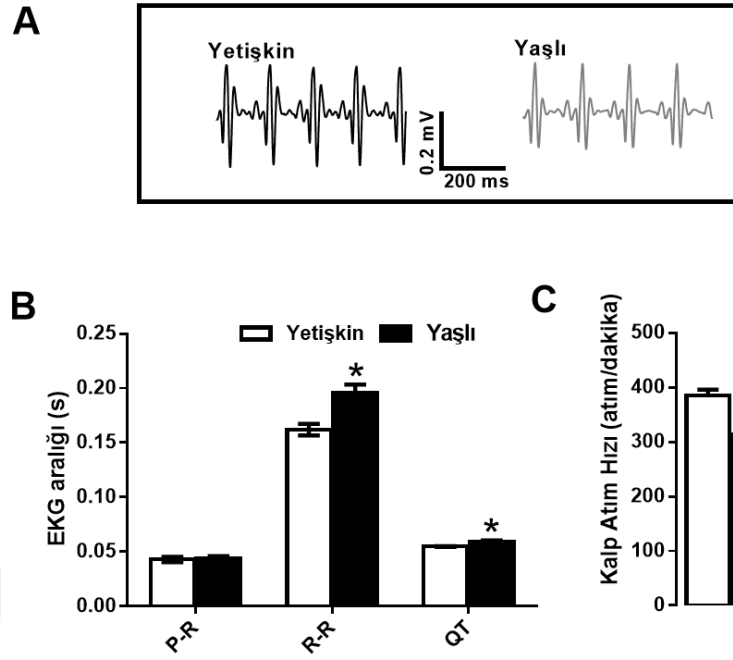 A
Yetişkin
Yaşlı
0.2 mV
200 ms
B
EKG aralığı (s)
0.25
0.20
0.15
0.10
0.05
0.00
Yetişkin
Yaşlı
*
*
P-R
R-R
QT
C
Kalp Atım Hızı (atım/dakika)
500
400
300
200
100
0